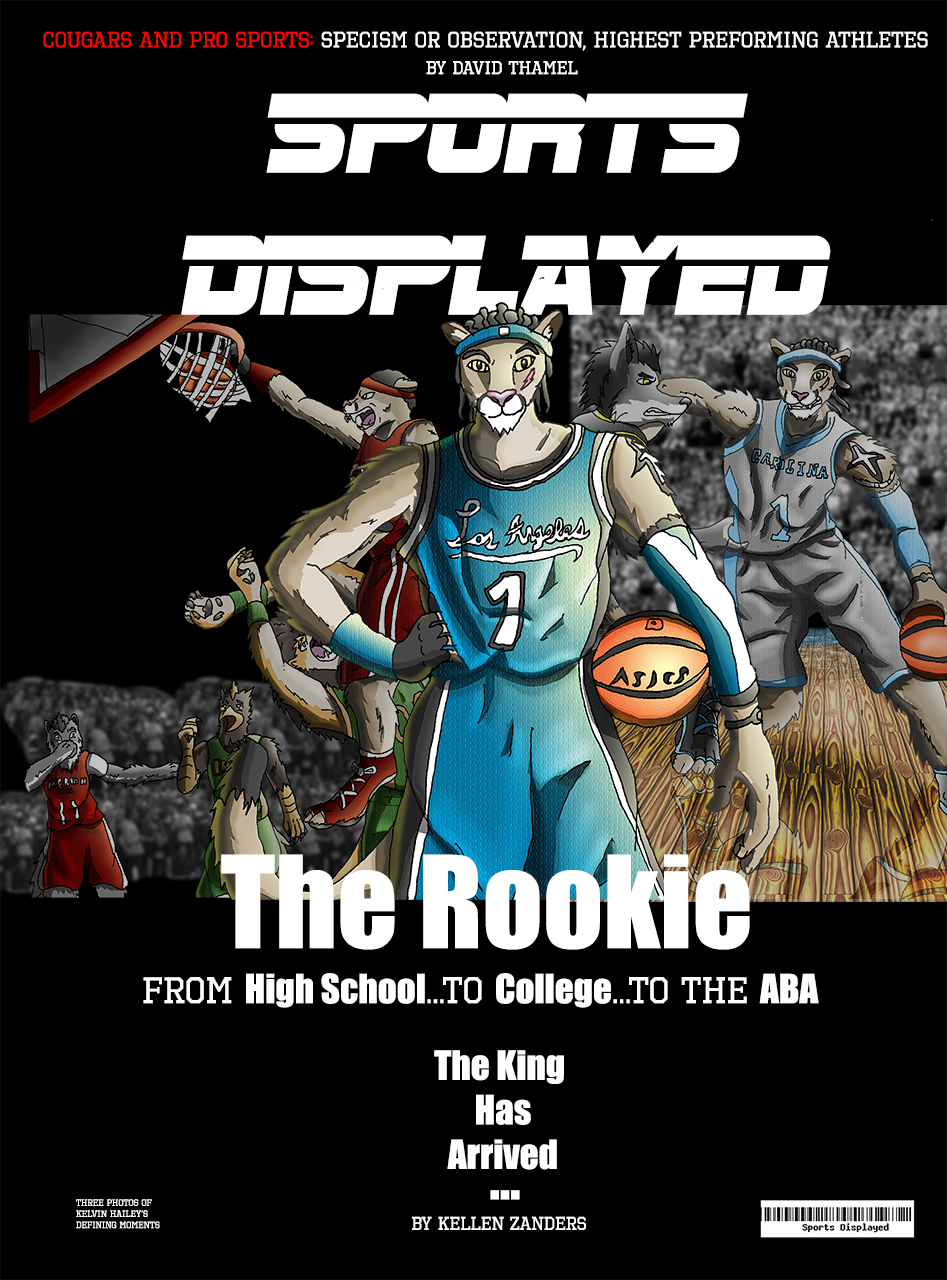 COUGARS AND PRO SPORTS: SPECISM OR OBSERVATION, HIGHEST PREFORMING ATHLETES
BY DAVID THAMEL
SPORTS
DISPLAYED
CAROLINA
1
Los Angeles
1
ASICS
11
The Rookie
FROM High School...TO College...TO THE ABA
The King
Has
Arrived
...
BY KELLEN ZANDERS
THREE PHOTOS OF
KELVIN HAILEY'S
DEFINING MOMENTS
Sports Displayed